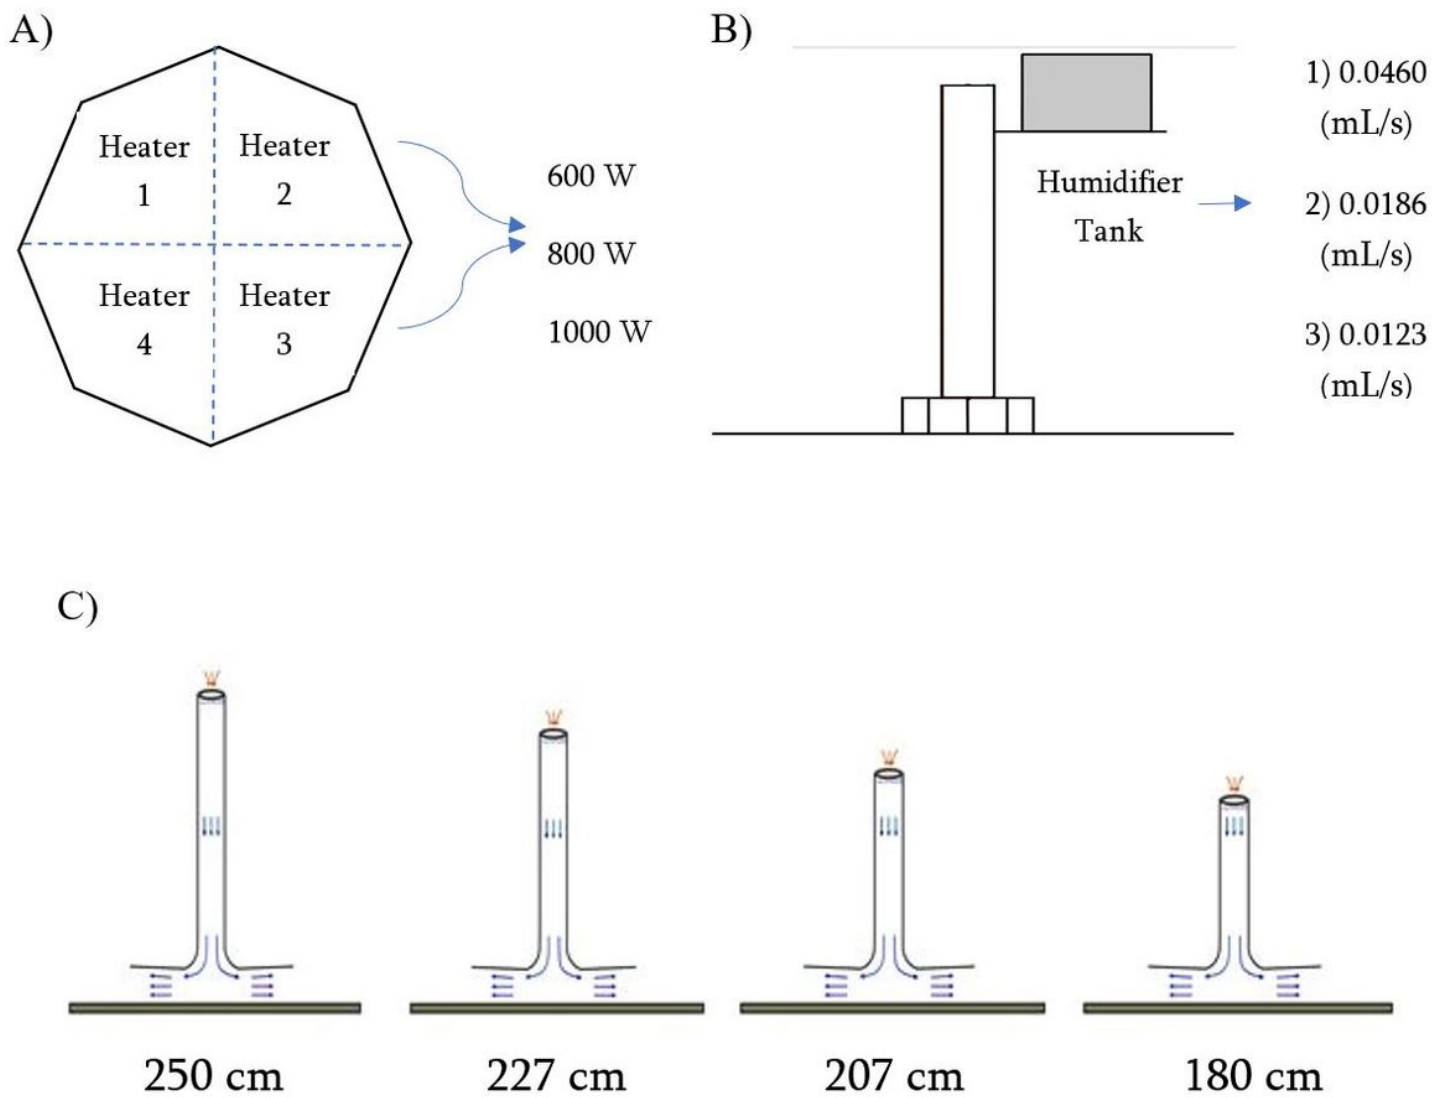 A)
Heater
1
Heater
2
Heater
4
Heater
3
600 W
800 W
1000 W
B)
Humidifier
Tank
1) 0.0460
(mL/s)
2) 0.0186
(mL/s)
3) 0.0123
(mL/s)
C)
250 cm
227 cm
207 cm
180 cm